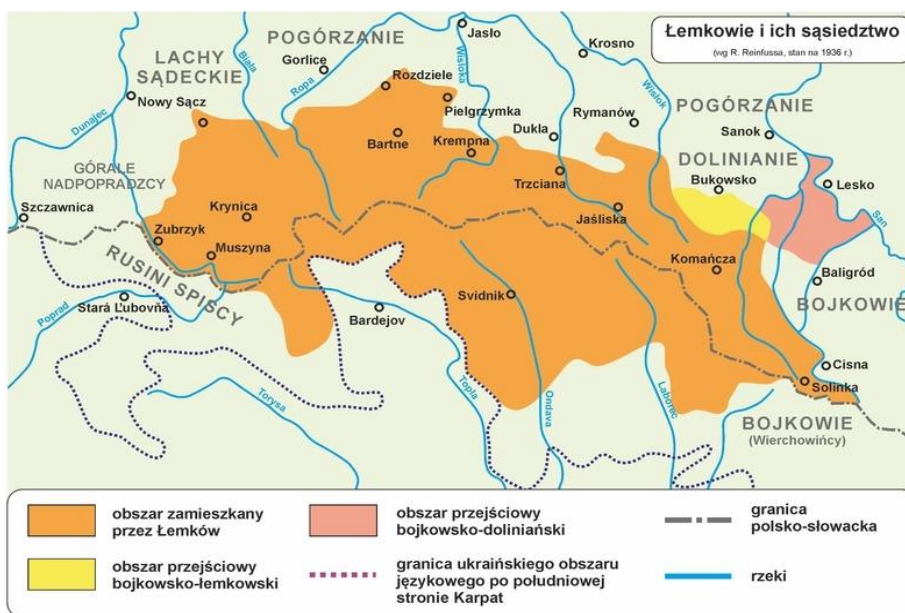 Łemkowie i ich sąsiedztwo
(wg R. Reinfussa, stan na 1936 r.)
LACHY
SĄDECKIE
POGÓRZANIE
Gorlice
Jasło
Krosno
Biała
Ropa
Wisłoka
Wisłok
Rozdziele
Pielgrzymka
Nowy Sącz
Dunajec
Bartne
Krempna
Dukla
Rymanów
POGÓRZANIE
Sanok
DOLINIANIE
Bukowsko
Lesko
San
GÓRALE
NADPOPRADZCY
Szczawnica
Krynica
Zubrzyk
Muszyna
Trzciana
Jaśliska
Komańcza
Baligród
BOJKOWIE
RUSINI SPISCY
Stará Ľubovňa
Poprad
Bardejov
Svidnik
Cisna
Solinka
Torysa
Topla
Ondava
Laborec
BOJKOWIE
(Wierchowińcy)
obszar zamieszkany
przez Łemków
obszar przejściowy
bojkowsko-łemkowski
obszar przejściowy
bojkowsko-doliniański
granica ukraińskiego obszaru
językowego po południowej
stronie Karpat
granica
polsko-słowacka
rzeki